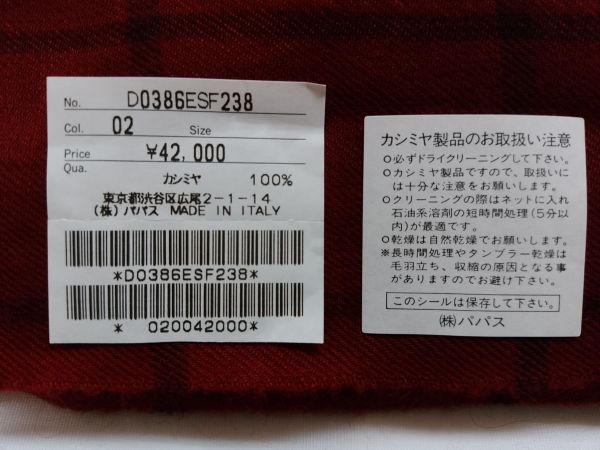 No. D0386ESF238
Col. 02 Size
Price ¥42,000
Qua. カシミヤ 100%
東京都渋谷区広尾2-1-14
(株)パパス MADE IN ITALY
*D0386ESF238*
* 020042000*
カシミヤ製品のお取扱い注意
○必ずドライクリーニングして下さい。
○カシミヤ製品ですので、取扱いに
は十分な注意をお願いします。
○クリーニングの際はネットに入れ
石油系溶剤の短時間処理(5分以
内)が最適です。
○乾燥は自然乾燥でお願いします。
※長時間処理やタンブラー乾燥は
毛羽立ち、収縮の原因となる事
がありますのでお避け下さい。
このシールは保存して下さい。
㈱パパス